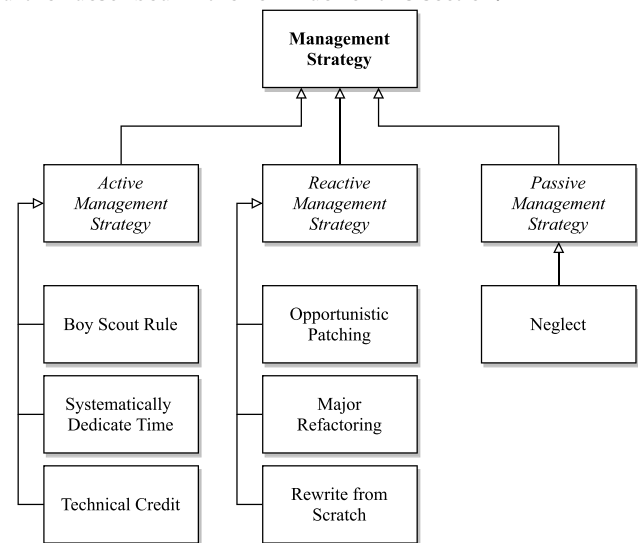 Management
Strategy
Active
Management
Strategy
Reactive
Management
Strategy
Passive
Management
Strategy
Boy Scout Rule
Opportunistic
Patching
Neglect
Systematically
Dedicate Time
Major
Refactoring
Technical Credit
Rewrite from
Scratch